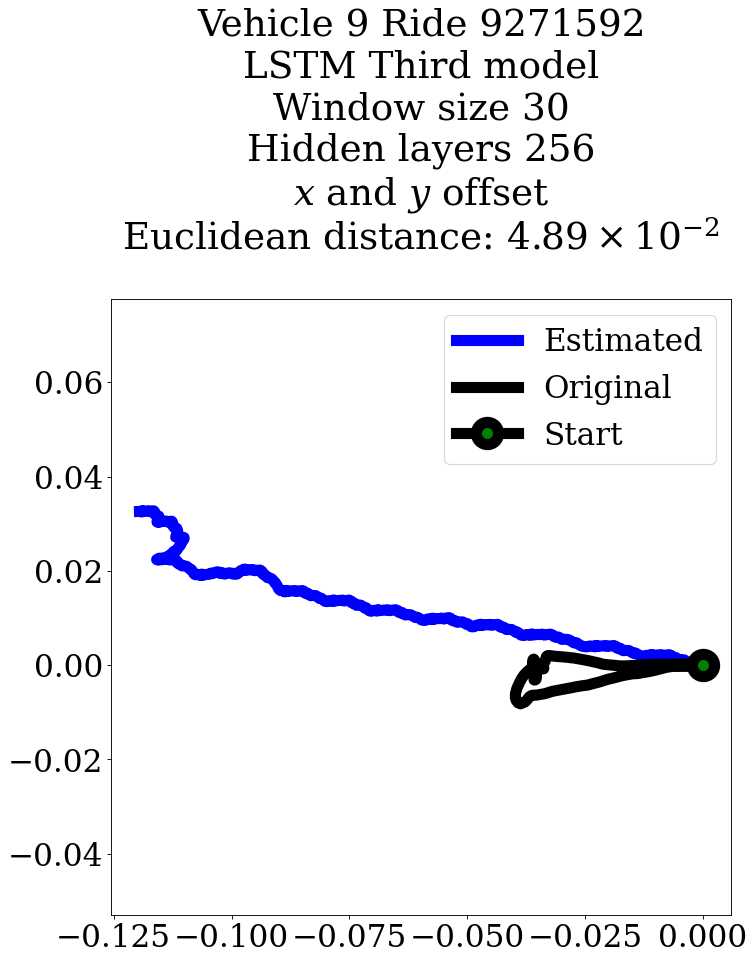 Vehicle 9 Ride 9271592
LSTM Third model
Window size 30
Hidden layers 256
x and y offset
Euclidean distance: 4.89 × 10⁻²
Estimated
Original
Start
0.06
0.04
0.02
0.00
−0.02
−0.04
−0.125 −0.100 −0.075 −0.050 −0.025 0.000